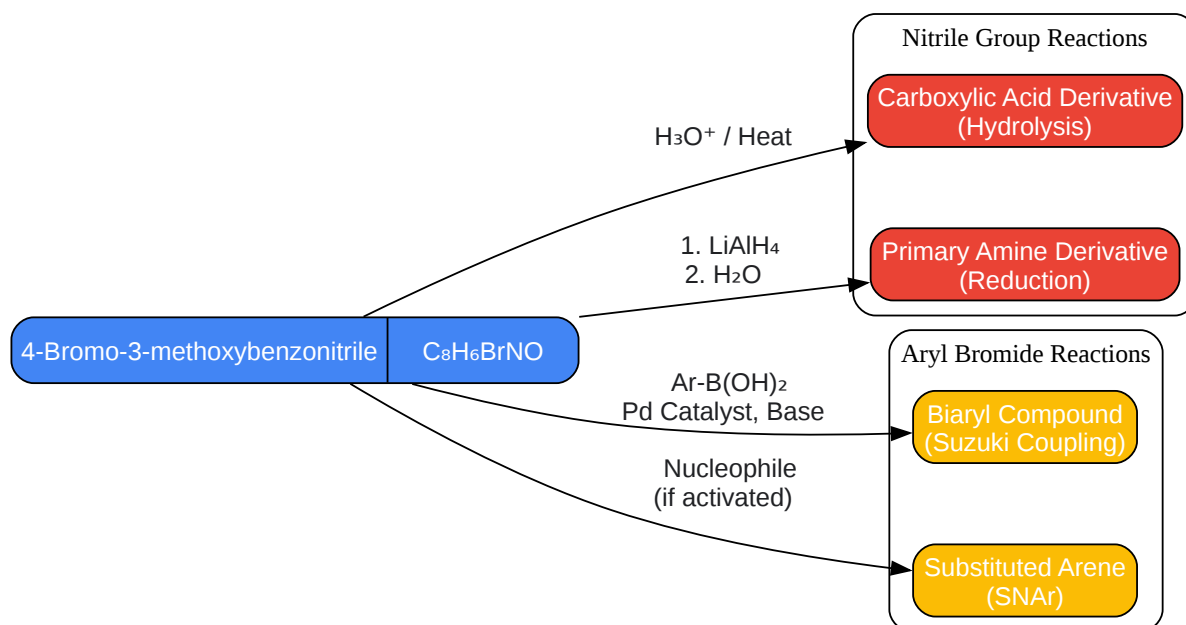 Nitrile Group Reactions
Carboxylic Acid Derivative
(Hydrolysis)
H₃O⁺ / Heat
1. LiAlH₄
2. H₂O
Primary Amine Derivative
(Reduction)
4-Bromo-3-methoxybenzonitrile
C₈H₆BrNO
Aryl Bromide Reactions
Ar-B(OH)₂
Pd Catalyst, Base
Biaryl Compound
(Suzuki Coupling)
Nucleophile
(if activated)
Substituted Arene
(SNAr)